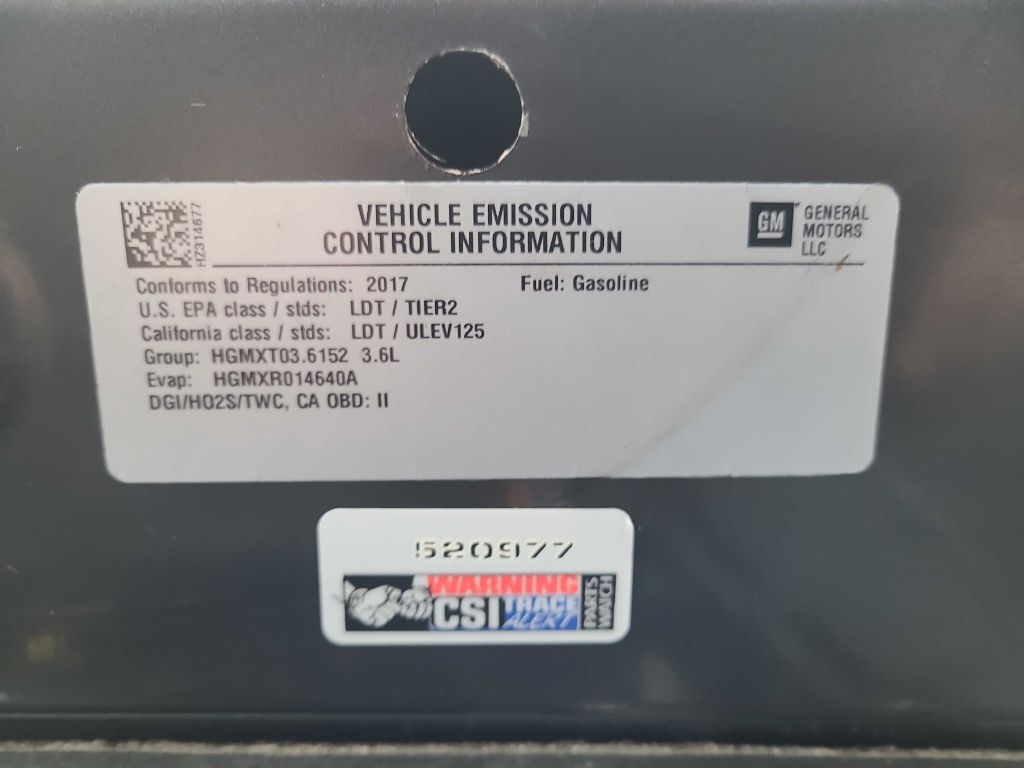 HZ314677
VEHICLE EMISSION
CONTROL INFORMATION
GM
GENERAL
MOTORS
LLC
Conforms to Regulations: 2017 Fuel: Gasoline
U.S. EPA class / stds: LDT / TIER2
California class / stds: LDT / ULEV125
Group: HGMXT03.6152 3.6L
Evap: HGMXR014640A
DGI/HO2S/TWC, CA OBD: II
520977
WARNING
CSI TRACE
ALERT
PARTS
WATCH